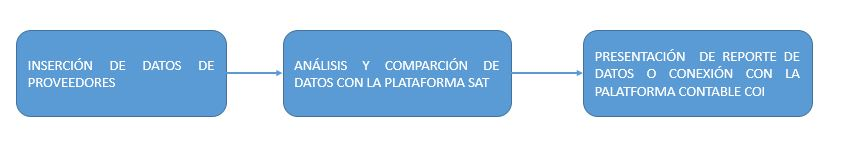 INSERCIÓN DE DATOS DE
PROVEEDORES
ANÁLISIS Y COMPARCIÓN DE
DATOS CON LA PLATAFORMA SAT
PRESENTACIÓN DE REPORTE DE
DATOS O CONEXIÓN CON LA
PALATFORMA CONTABLE COI